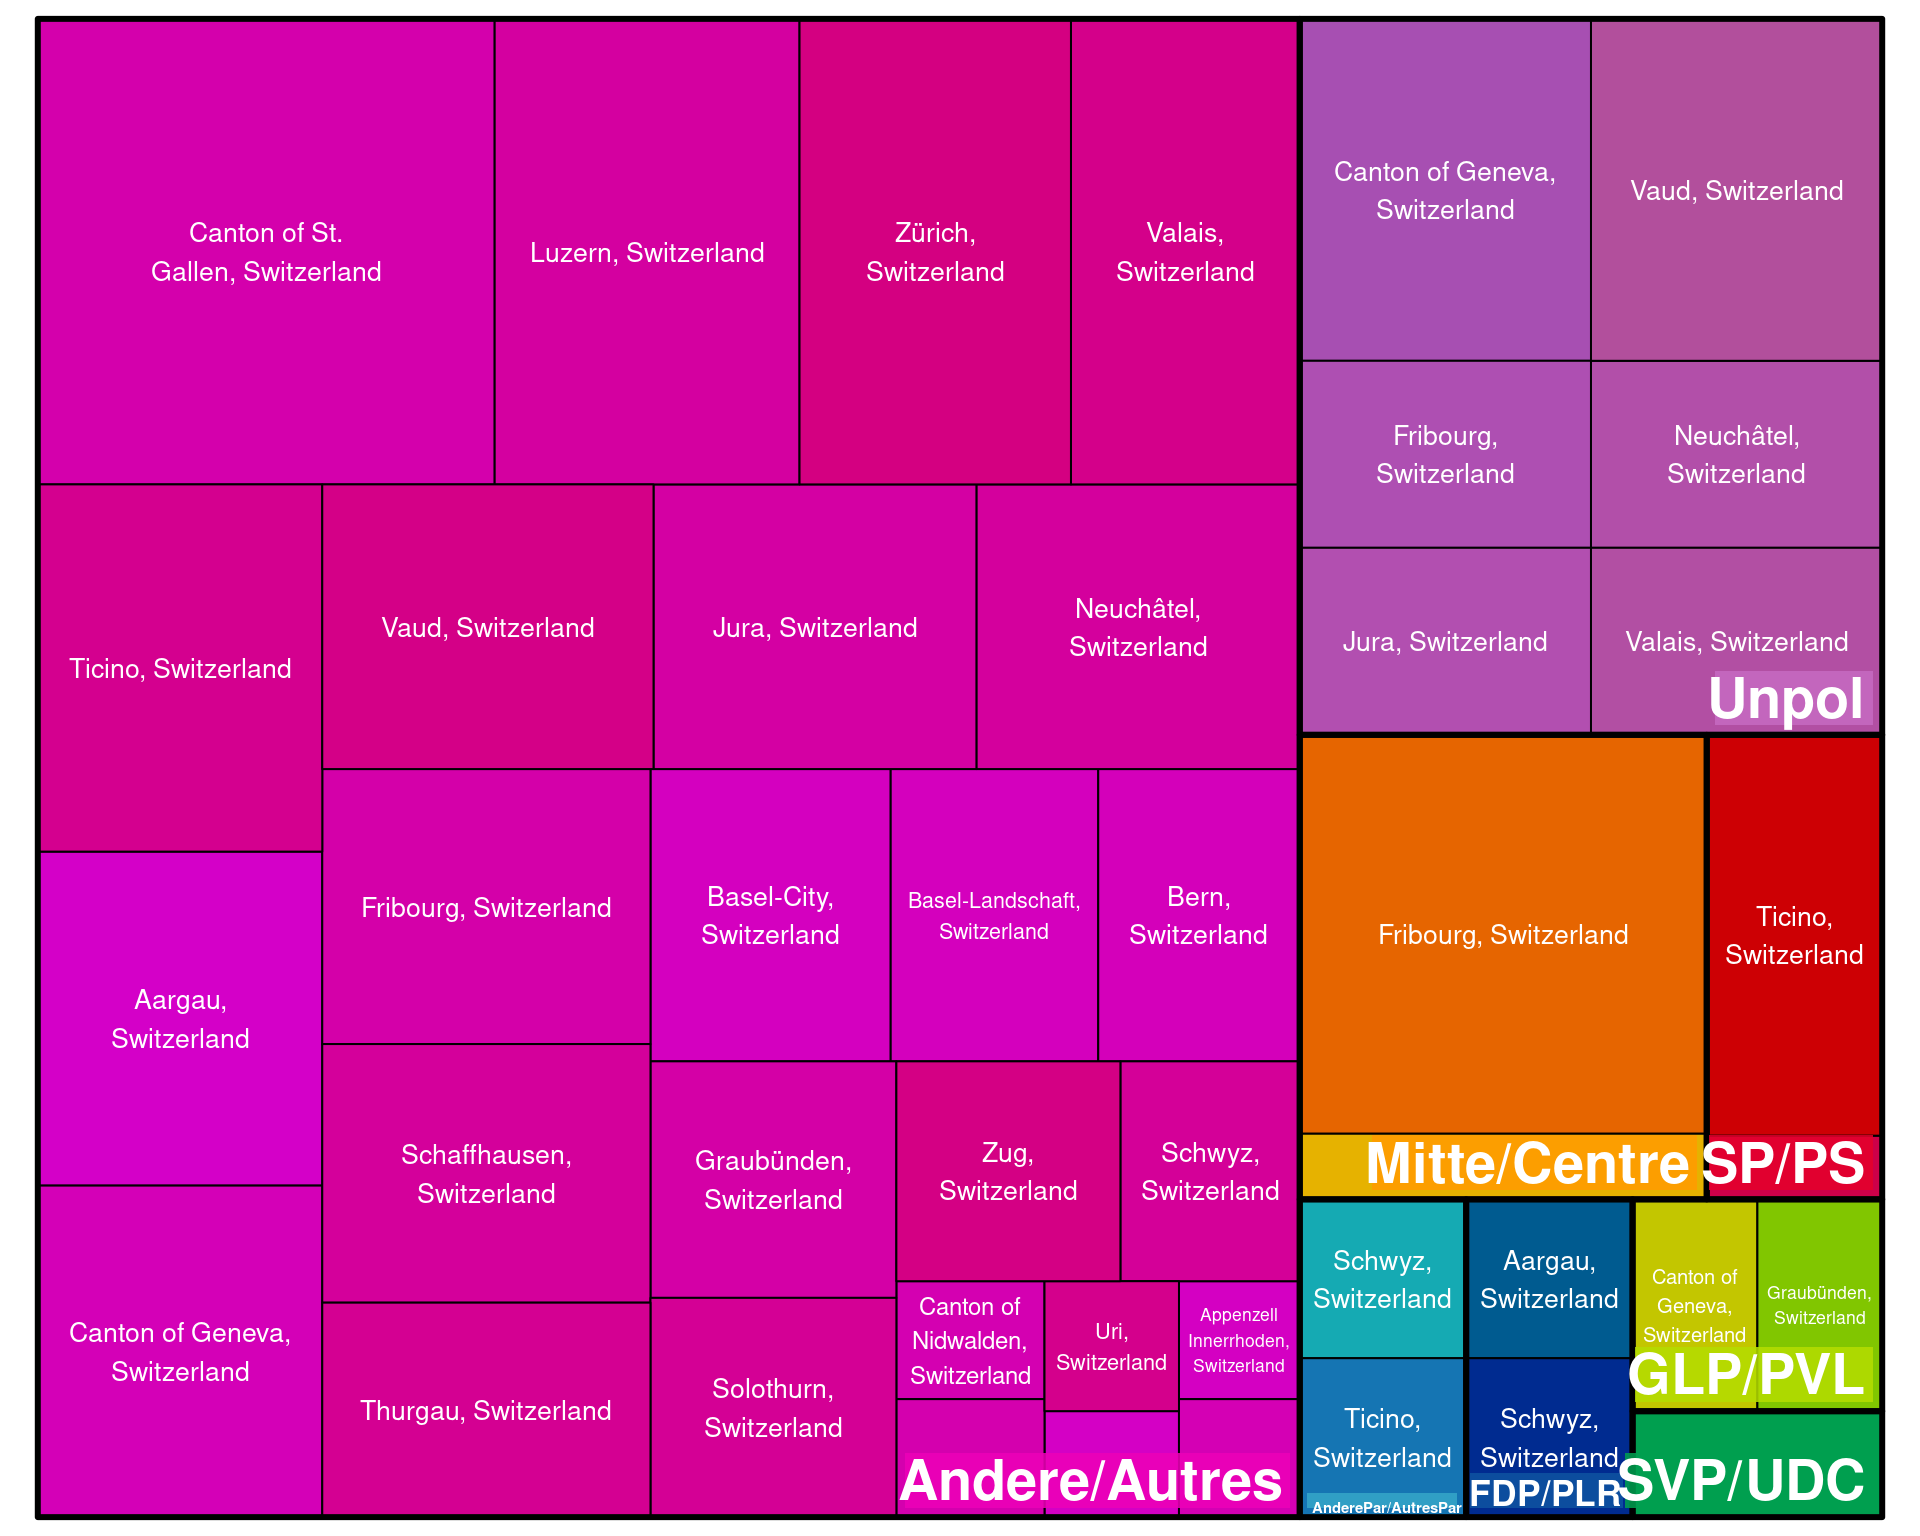 Canton of St.
Gallen, Switzerland
Luzern, Switzerland
Zürich,
Switzerland
Valais,
Switzerland
Ticino, Switzerland
Vaud, Switzerland
Jura, Switzerland
Neuchâtel,
Switzerland
Aargau,
Switzerland
Fribourg, Switzerland
Basel-City,
Switzerland
Basel-Landschaft,
Switzerland
Bern,
Switzerland
Canton of Geneva,
Switzerland
Schaffhausen,
Switzerland
Graubünden,
Switzerland
Zug,
Switzerland
Schwyz,
Switzerland
Thurgau, Switzerland
Solothurn,
Switzerland
Canton of
Nidwalden,
Switzerland
Uri,
Switzerland
Appenzell
Innerrhoden,
Switzerland
Andere/Autres
Canton of Geneva,
Switzerland
Vaud, Switzerland
Fribourg,
Switzerland
Neuchâtel,
Switzerland
Jura, Switzerland
Valais, Switzerland
Unpol
Fribourg, Switzerland
Mitte/Centre
Ticino,
Switzerland
SP/PS
Schwyz,
Switzerland
Ticino,
Switzerland
AnderePar/AutresPar
Aargau,
Switzerland
Schwyz,
Switzerland
FDP/PLR
Canton of
Geneva,
Switzerland
Graubünden,
Switzerland
GLP/PVL
SVP/UDC